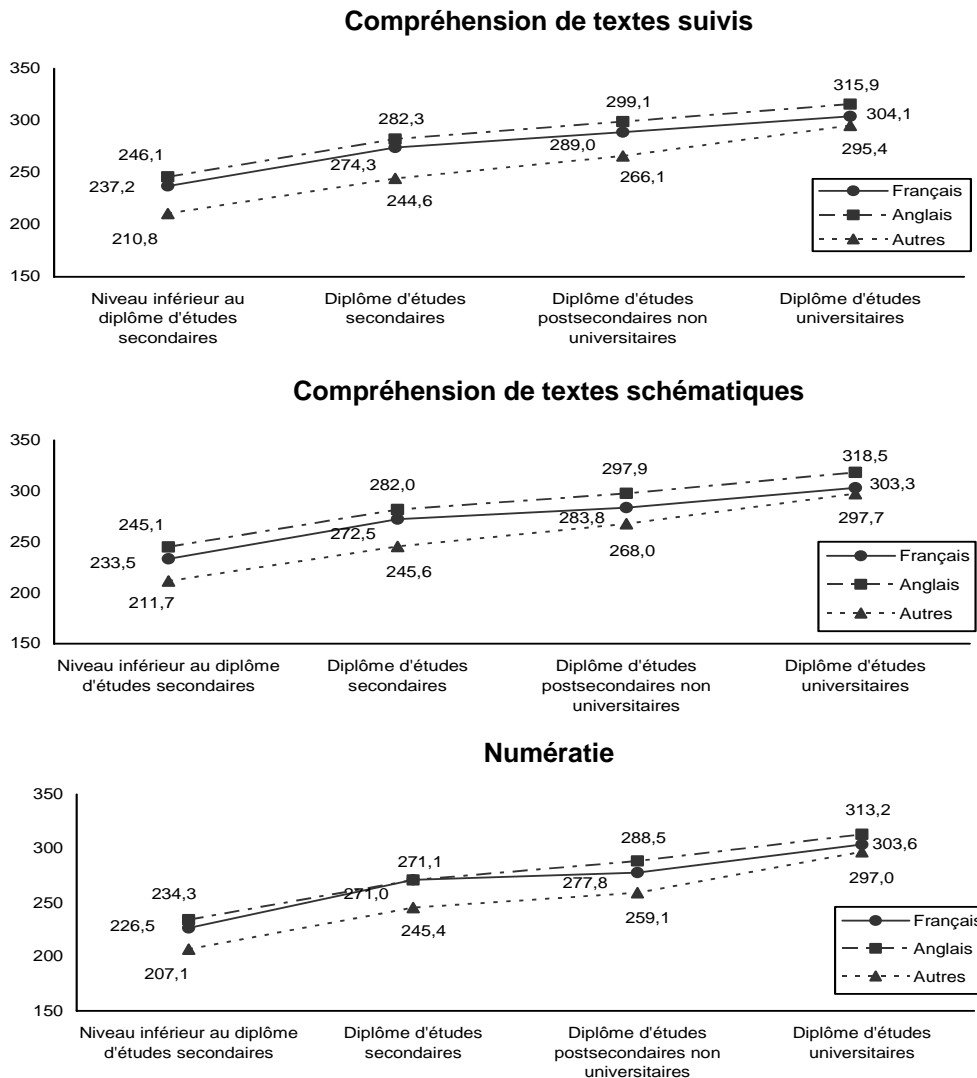 Compréhension de textes suivis
350
300
250
200
150
246,1
237,2
210,8
282,3
274,3
244,6
299,1
289,0
266,1
315,9
304,1
295,4
Français
Anglais
Autres
Niveau inférieur au
diplôme d'études
secondaires
Diplôme d'études
secondaires
Diplôme d'études
postsecondaires non
universitaires
Diplôme d'études
universitaires
Compréhension de textes schématiques
350
300
250
200
150
245,1
233,5
211,7
282,0
272,5
245,6
297,9
283,8
268,0
318,5
303,3
297,7
Français
Anglais
Autres
Niveau inférieur au diplôme
d'études secondaires
Diplôme d'études
secondaires
Diplôme d'études
postsecondaires non
universitaires
Diplôme d'études
universitaires
Numératie
350
300
250
200
150
234,3
226,5
207,1
271,1
271,0
245,4
288,5
277,8
259,1
313,2
303,6
297,0
Français
Anglais
Autres
Niveau inférieur au diplôme
d'études secondaires
Diplôme d'études
secondaires
Diplôme d'études
postsecondaires non
universitaires
Diplôme d'études
universitaires